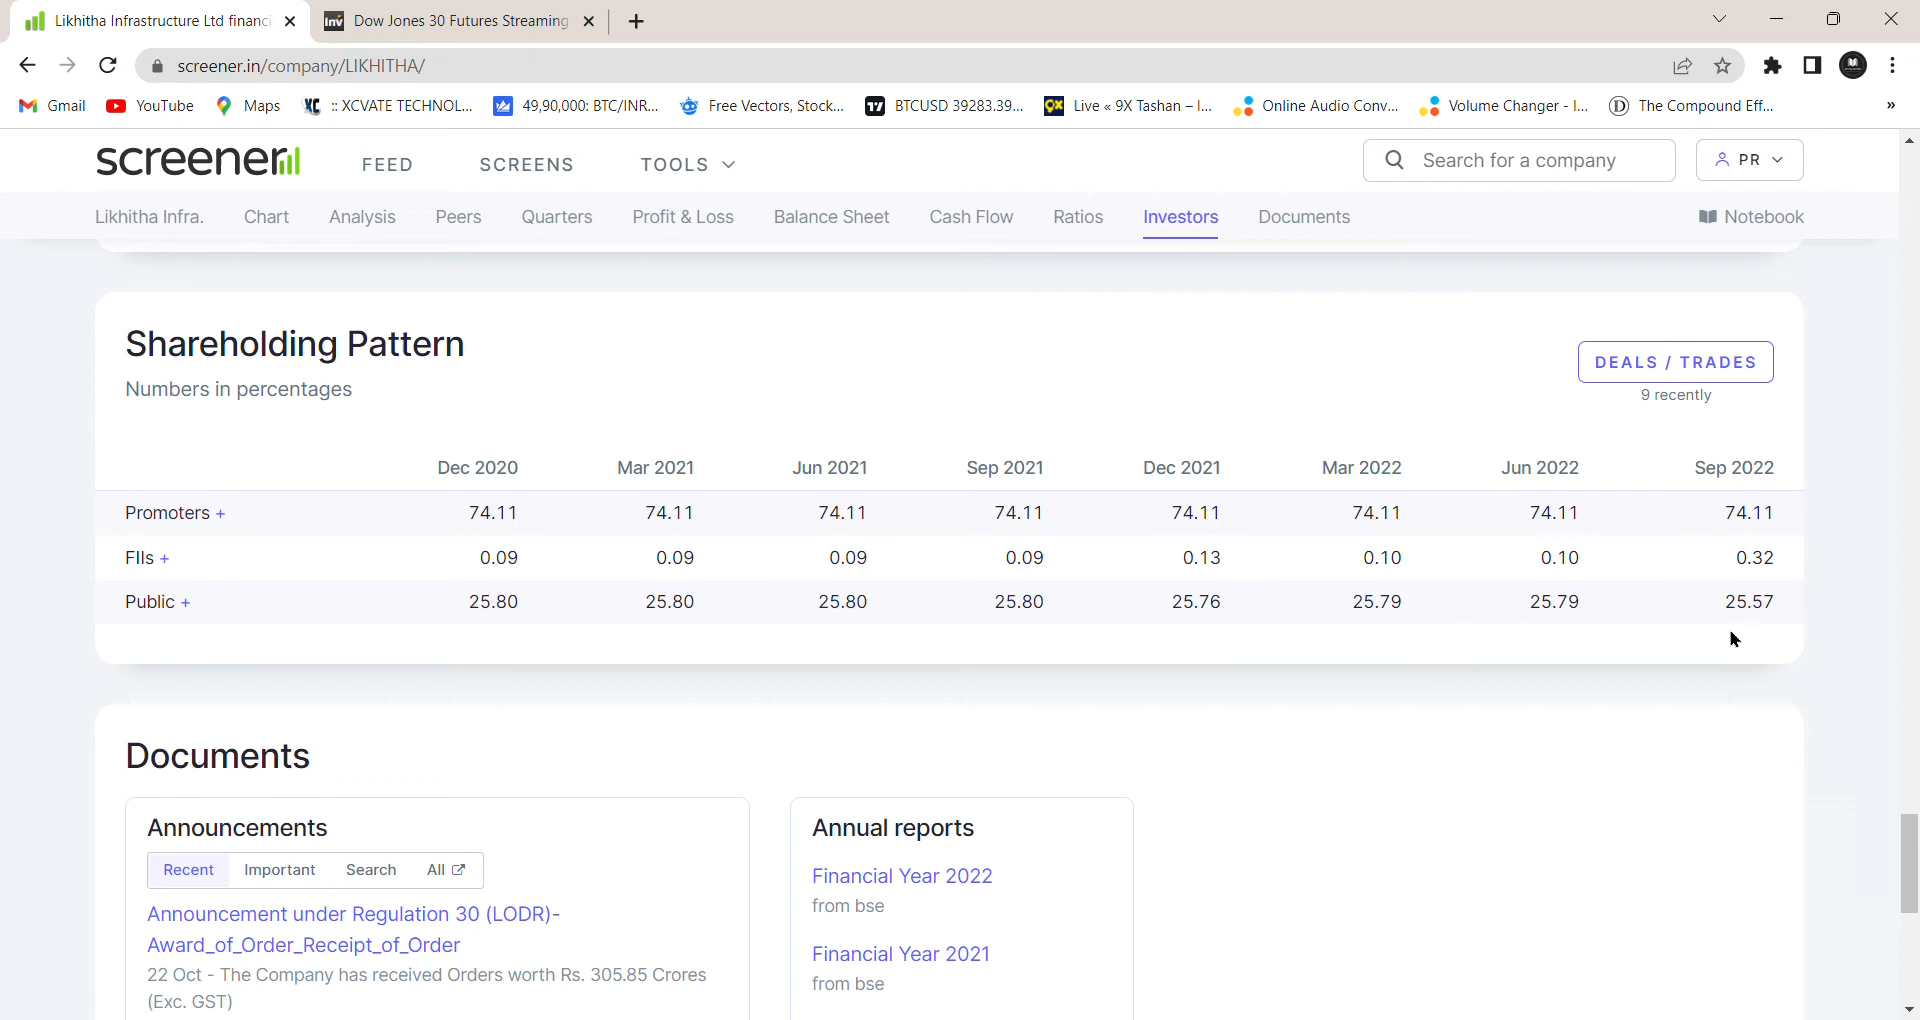 Likhitha Infrastructure Ltd financi
Dow Jones 30 Futures Streaming
screener.in/company/LIKHITHA/
Gmail YouTube Maps :: XCVATE TECHNOL... 49,90,000: BTC/INR... Free Vectors, Stock... BTCUSD 39283.39... Live « 9X Tashan – I... Online Audio Conv... Volume Changer - I... The Compound Eff... »
screener FEED SCREENS TOOLS Search for a company PR
Likhitha Infra. Chart Analysis Peers Quarters Profit & Loss Balance Sheet Cash Flow Ratios Investors Documents Notebook
Shareholding Pattern
Numbers in percentages
DEALS / TRADES
9 recently
Dec 2020 Mar 2021 Jun 2021 Sep 2021 Dec 2021 Mar 2022 Jun 2022 Sep 2022
Promoters + 74.11 74.11 74.11 74.11 74.11 74.11 74.11 74.11
FIIs + 0.09 0.09 0.09 0.09 0.13 0.10 0.10 0.32
Public + 25.80 25.80 25.80 25.80 25.76 25.79 25.79 25.57
Documents
Announcements
Recent Important Search All
Announcement under Regulation 30 (LODR)-
Award_of_Order_Receipt_of_Order
22 Oct - The Company has received Orders worth Rs. 305.85 Crores
(Exc. GST)
Annual reports
Financial Year 2022
from bse
Financial Year 2021
from bse